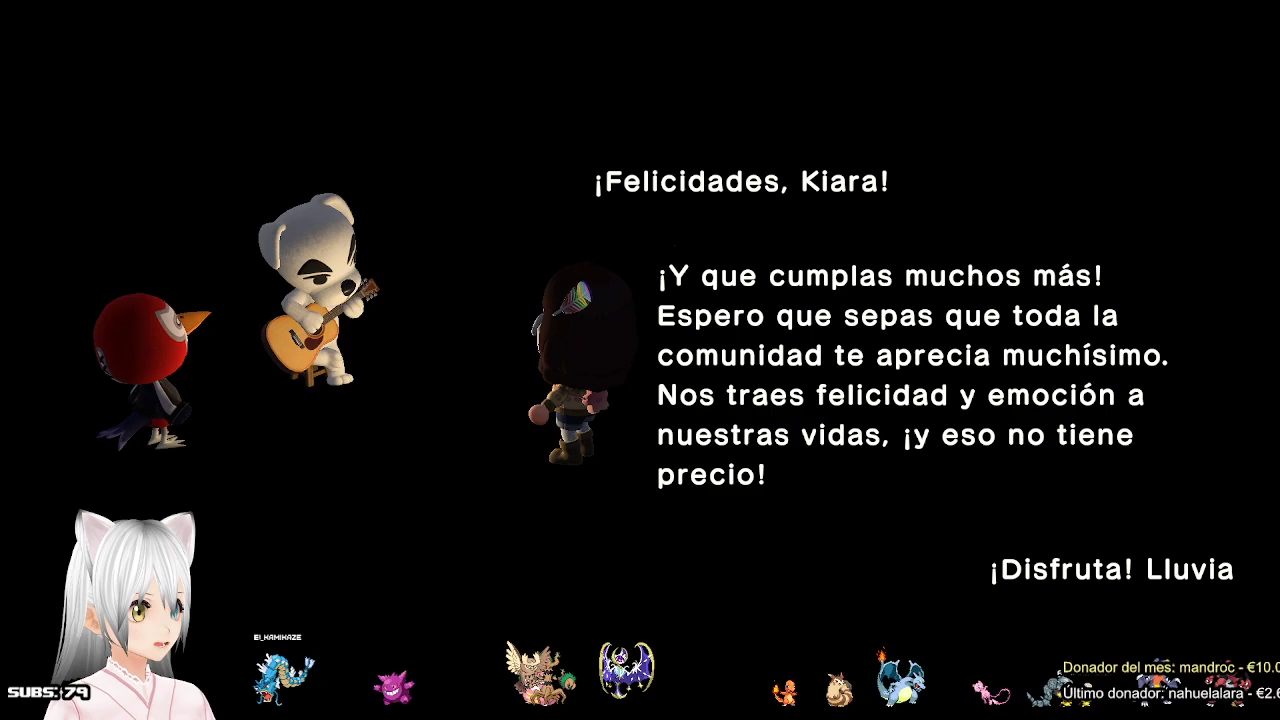 ¡Felicidades, Kiara!
¡Y que cumplas muchos más!
Espero que sepas que toda la
comunidad te aprecia muchísimo.
Nos traes felicidad y emoción a
nuestras vidas, ¡y eso no tiene
precio!
¡Disfruta! Lluvia
El_KAMIKAZE
Donador del mes: mandroc - €10.0
SUBS: 79
Último donador: nahuelalara - €2.6